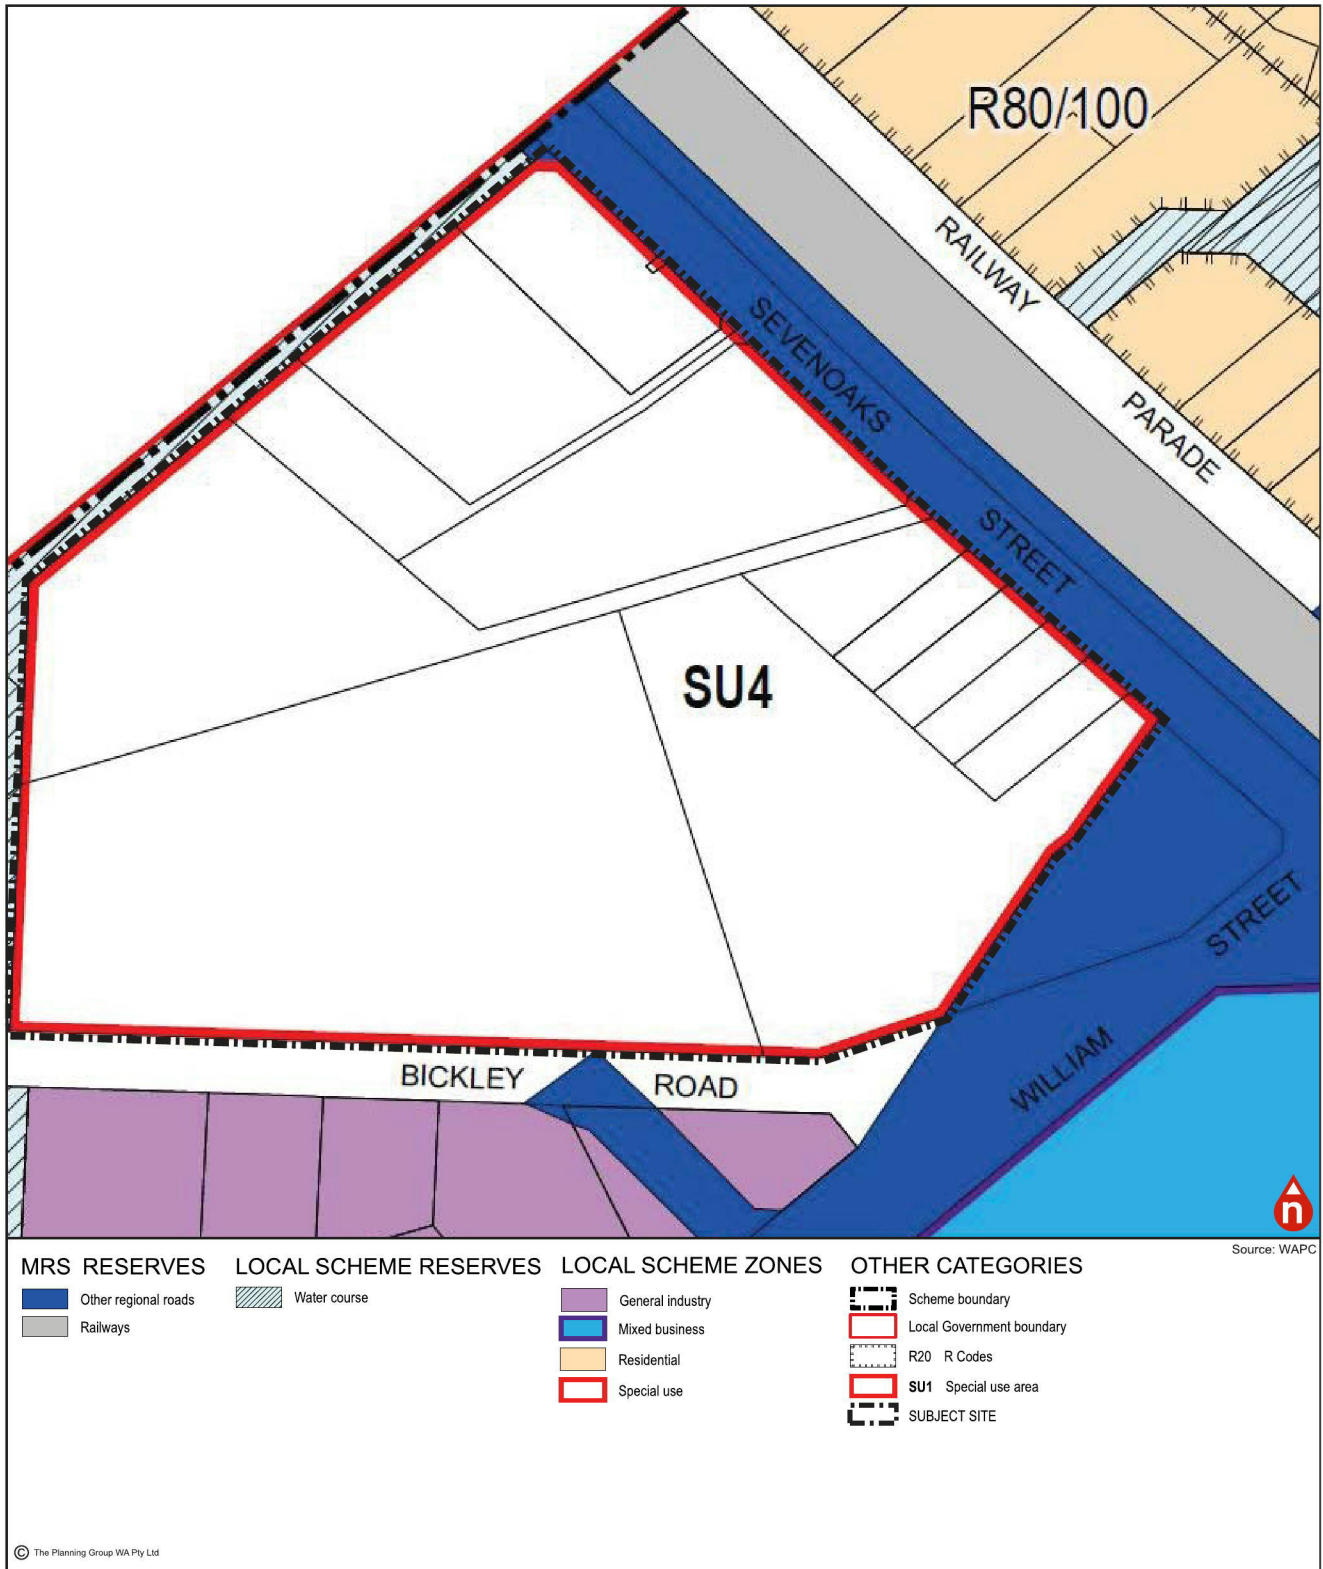 R80/100
RAILWAY
PARADE
SEVENOAKS
STREET
SU4
STREET
WILLIAM
BICKLEY
ROAD
n
Source: WAPC
MRS RESERVES
Other regional roads
Railways
LOCAL SCHEME RESERVES
Water course
LOCAL SCHEME ZONES
General industry
Mixed business
Residential
Special use
OTHER CATEGORIES
Scheme boundary
Local Government boundary
R20 R Codes
SU1 Special use area
SUBJECT SITE
© The Planning Group WA Pty Ltd